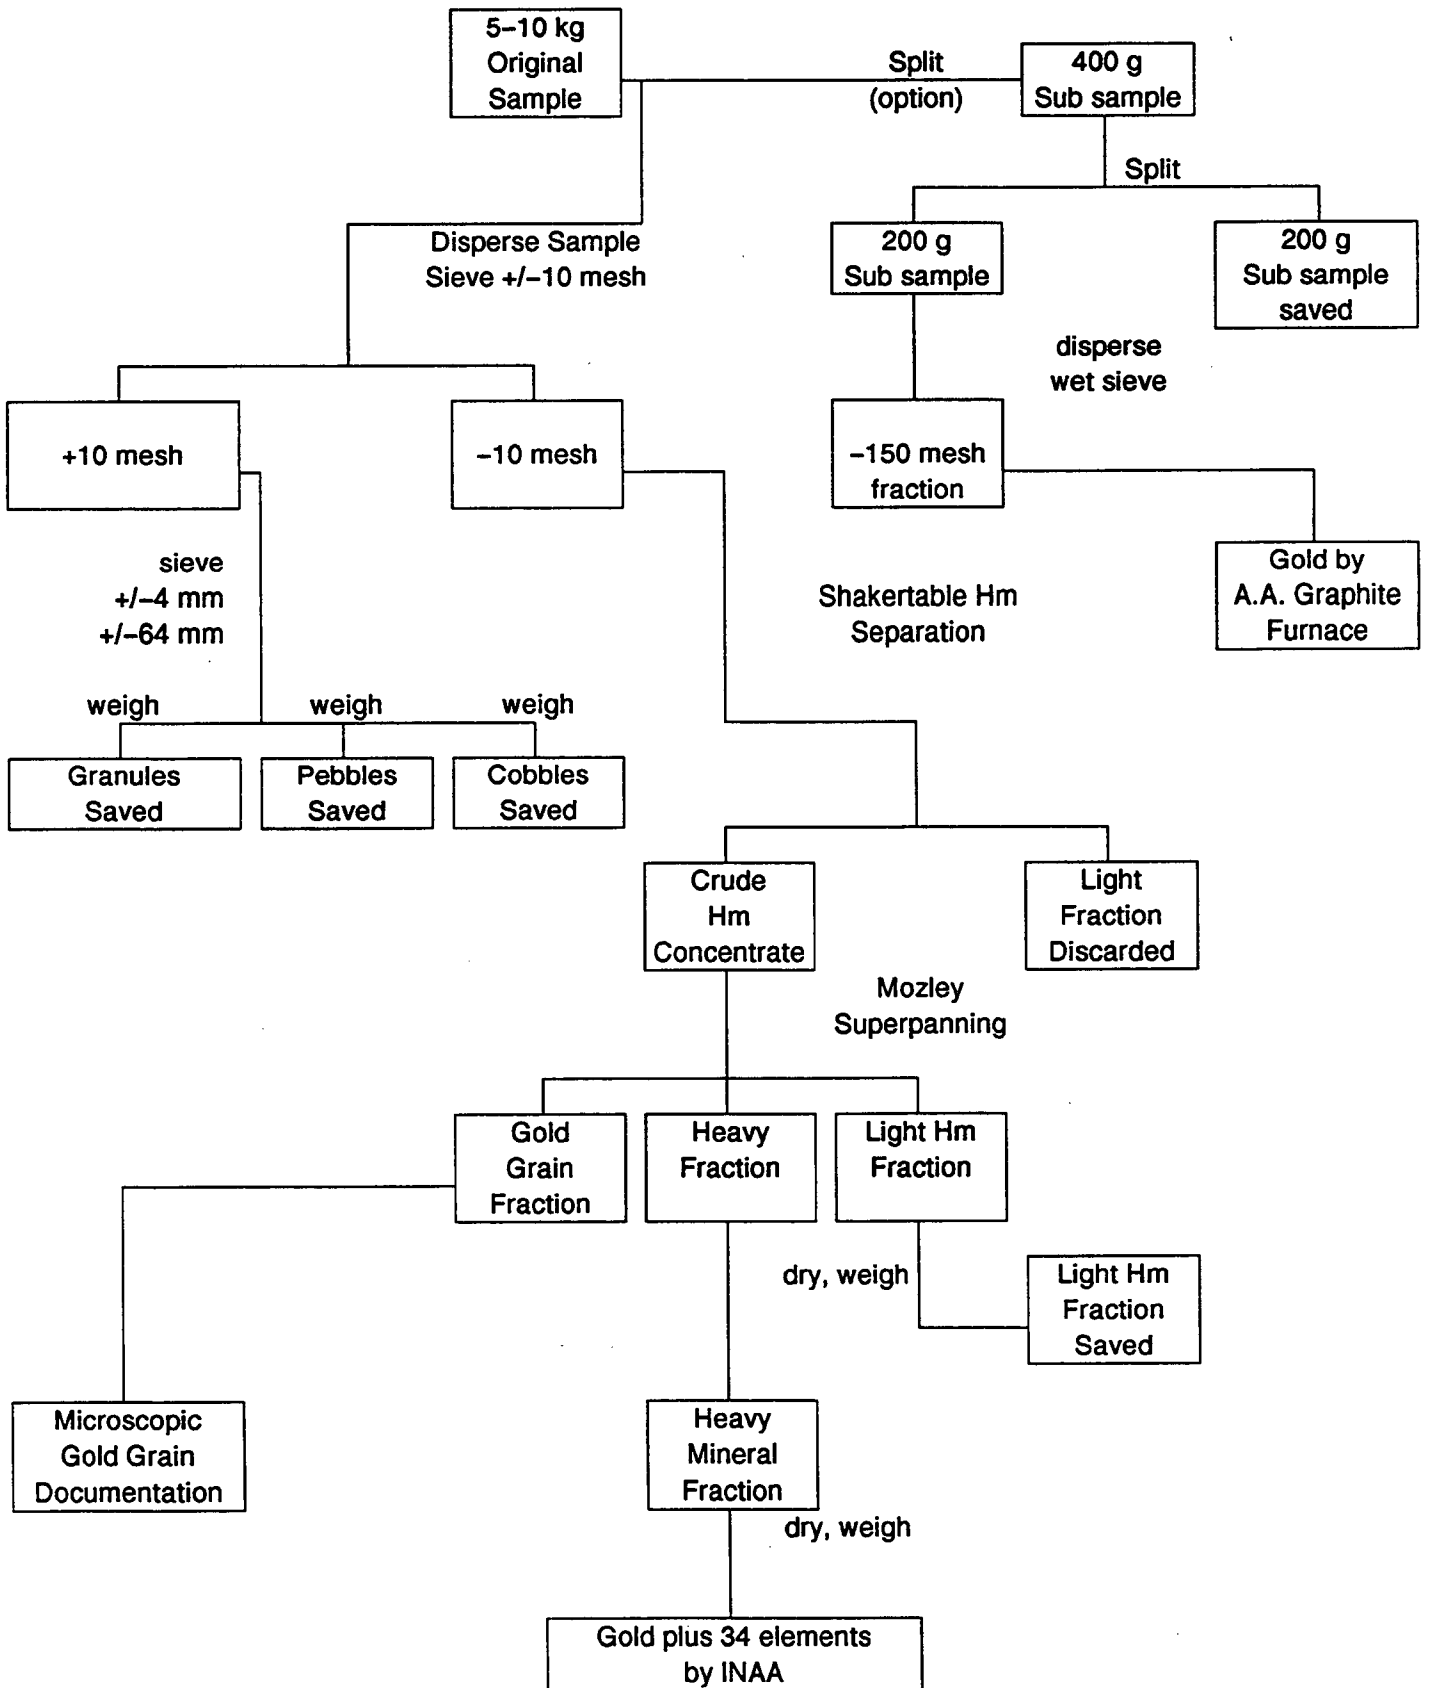 5–10 kg
Original
Sample
Split
(option)
400 g
Sub sample
Split
Disperse Sample
Sieve +/–10 mesh
200 g
Sub sample
200 g
Sub sample
saved
disperse
wet sieve
+10 mesh
–10 mesh
–150 mesh
fraction
sieve
+/–4 mm
+/–64 mm
Shakertable Hm
Separation
Gold by
A.A. Graphite
Furnace
weigh
weigh
weigh
Granules
Saved
Pebbles
Saved
Cobbles
Saved
Crude
Hm
Concentrate
Light
Fraction
Discarded
Mozley
Superpanning
Gold
Grain
Fraction
Heavy
Fraction
Light Hm
Fraction
dry, weigh
Light Hm
Fraction
Saved
Microscopic
Gold Grain
Documentation
Heavy
Mineral
Fraction
dry, weigh
Gold plus 34 elements
by INAA